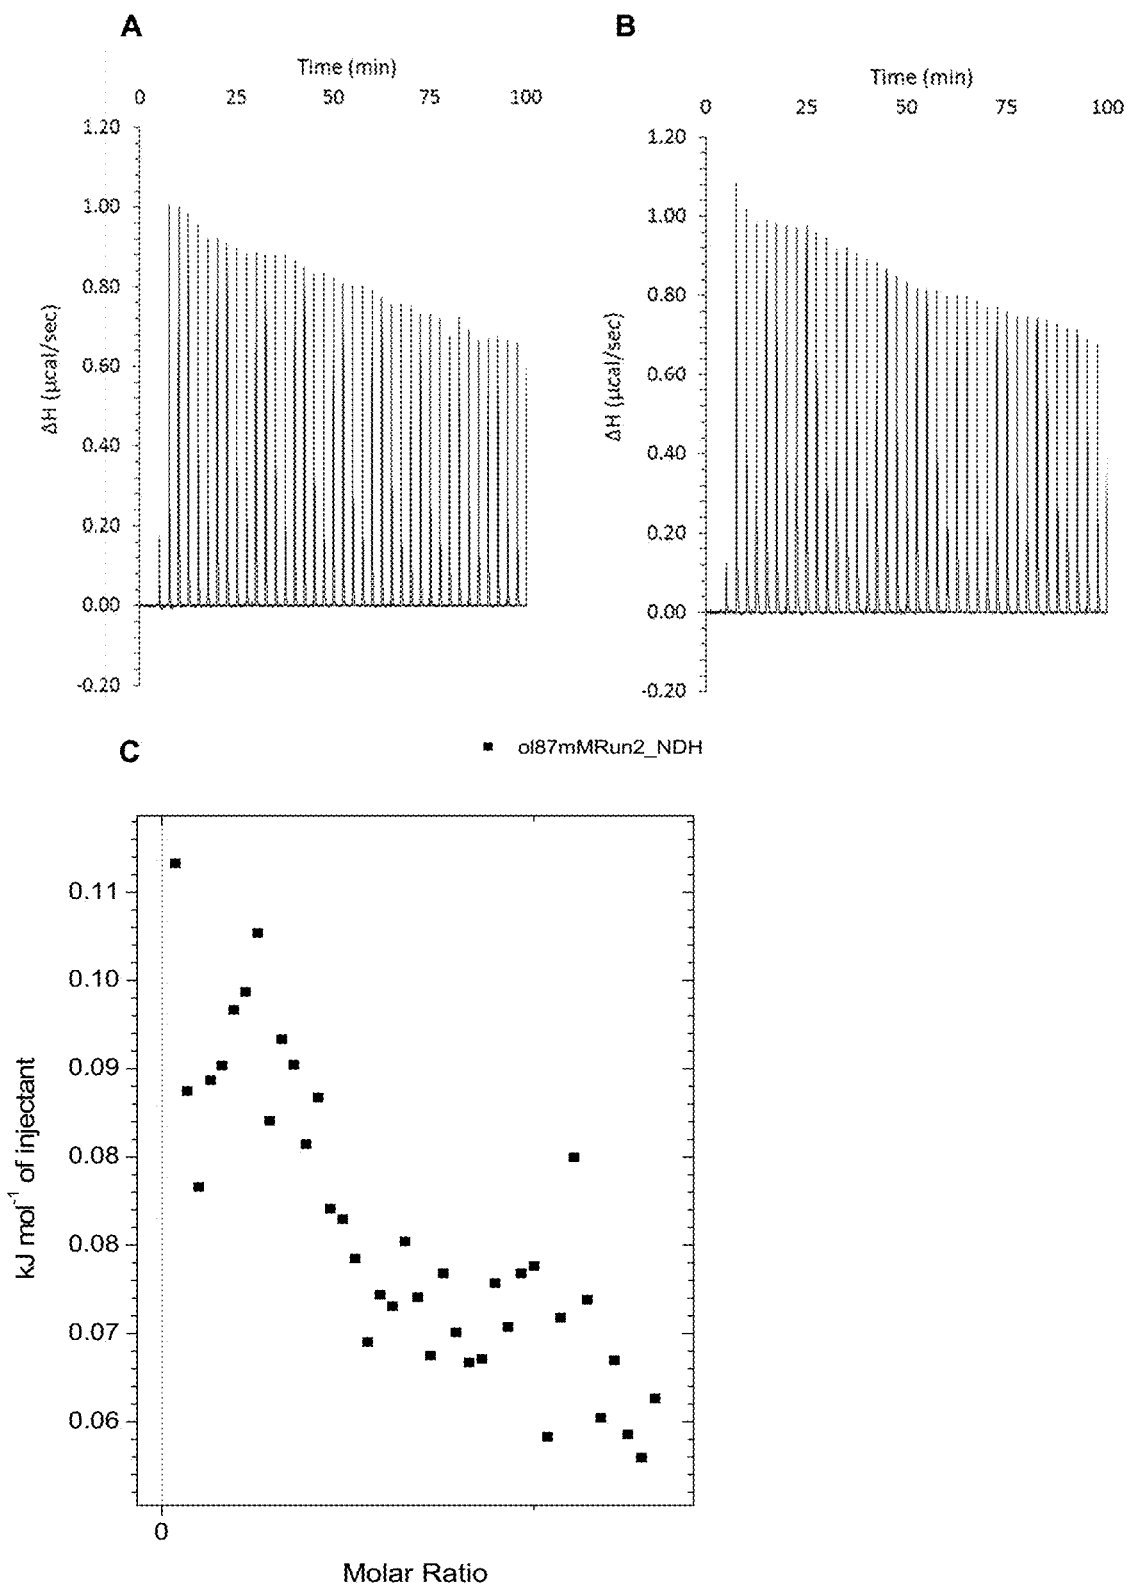 A
Time (min)
0 25 50 75 100
1.20
1.00
0.80
0.60
0.40
0.20
0.00
-0.20
ΔH (µcal/sec)
B
Time (min)
0 25 50 75 100
1.20
1.00
0.80
0.60
0.40
0.20
0.00
-0.20
ΔH (µcal/sec)
C
ol87mMRun2_NDH
0.11
0.10
0.09
0.08
0.08
0.07
0.06
kJ mol⁻¹ of injectant
0
Molar Ratio